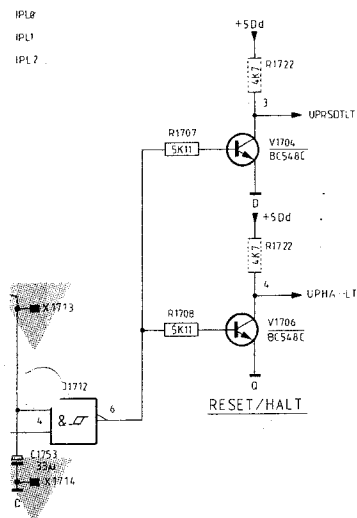 IPL0
IPL1
IPL2
+5Dd
4K7
R1722
3
UPRSDTLT
R1707
5K11
V1704
BC548C
D
+5Dd
4K7
R1722
4
R1708
5K11
V1706
BC548C
RESET/HALT
X1713
4
&
6
33µ
X1714